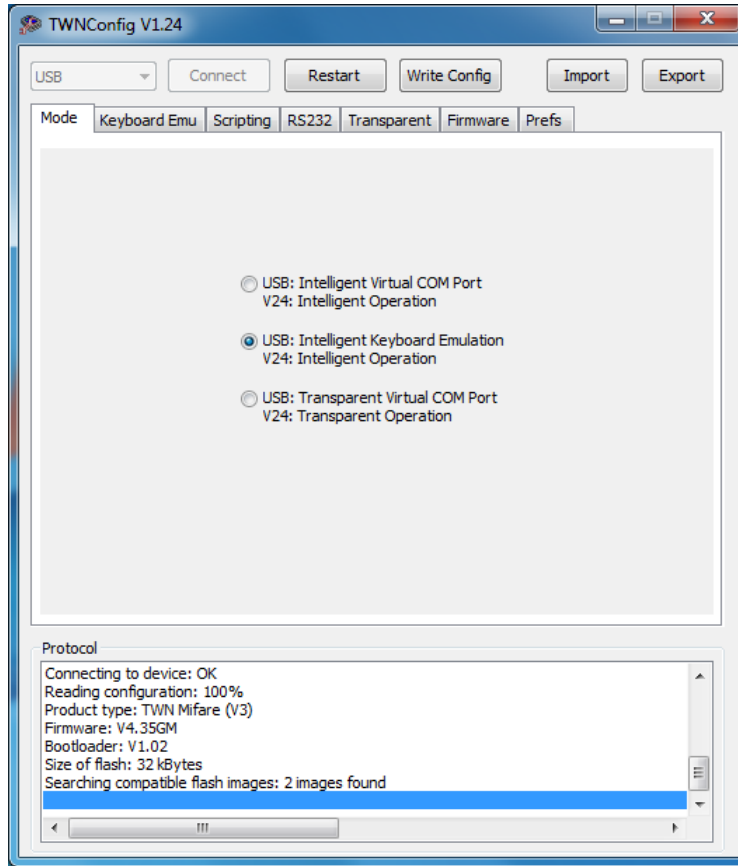 TWNConfig V1.24
USB Connect Restart Write Config Import Export
Mode Keyboard Emu Scripting RS232 Transparent Firmware Prefs
USB: Intelligent Virtual COM Port
V24: Intelligent Operation
USB: Intelligent Keyboard Emulation
V24: Intelligent Operation
USB: Transparent Virtual COM Port
V24: Transparent Operation
Protocol
Connecting to device: OK
Reading configuration: 100%
Product type: TWN Mifare (V3)
Firmware: V4.35GM
Bootloader: V1.02
Size of flash: 32 kBytes
Searching compatible flash images: 2 images found